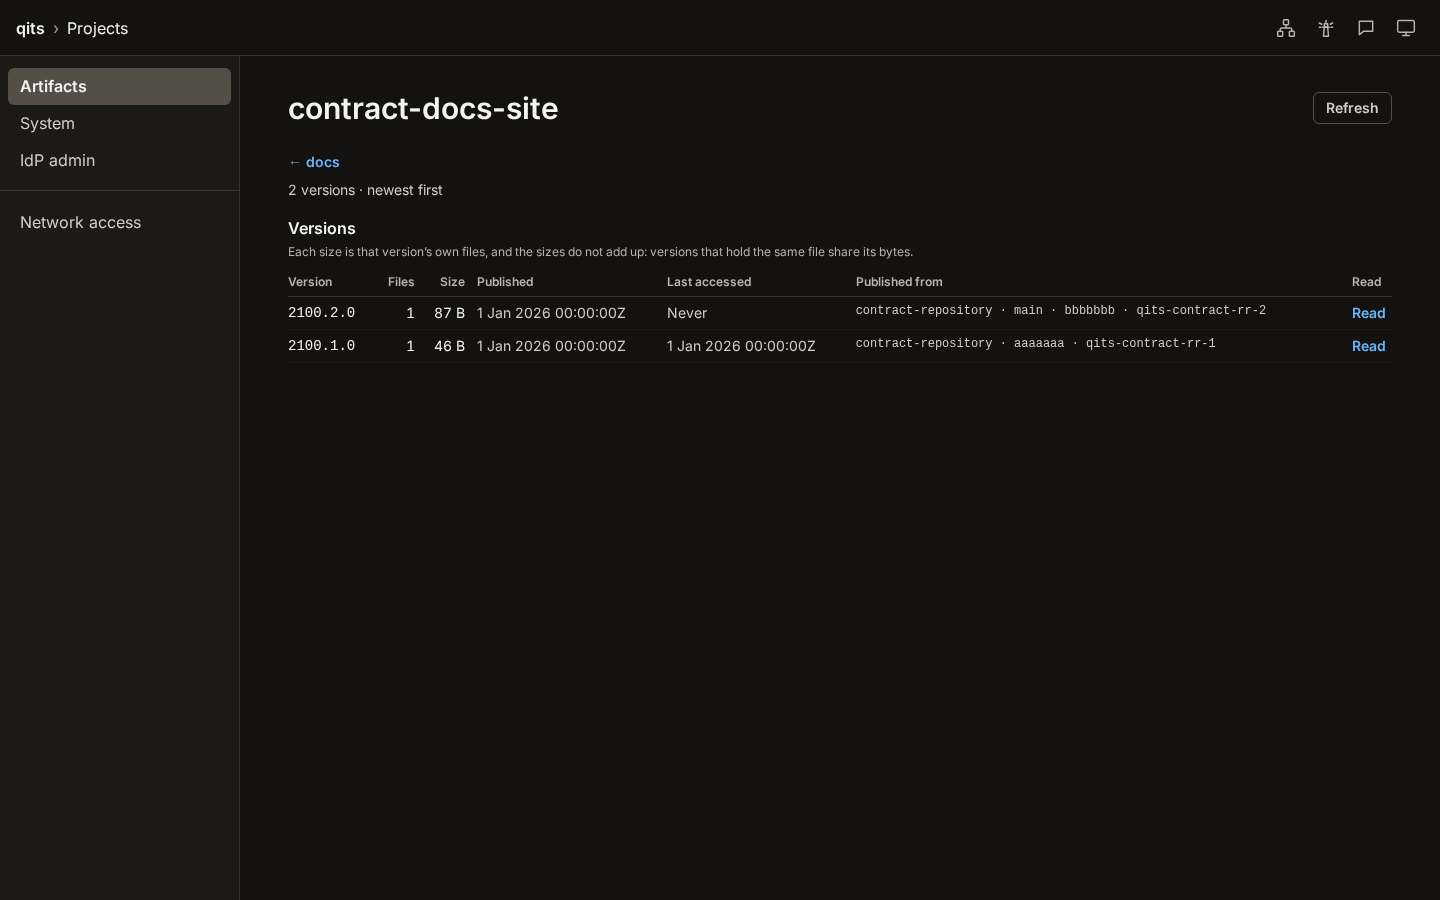 qits › Projects
Artifacts
System
IdP admin
Network access
contract-docs-site
Refresh
← docs
2 versions · newest first
Versions
Each size is that version’s own files, and the sizes do not add up: versions that hold the same file share its bytes.
Version Files Size Published Last accessed Published from Read
2100.2.0 1 87 B 1 Jan 2026 00:00:00Z Never contract-repository · main · bbbbbbb · qits-contract-rr-2 Read
2100.1.0 1 46 B 1 Jan 2026 00:00:00Z 1 Jan 2026 00:00:00Z contract-repository · aaaaaaa · qits-contract-rr-1 Read